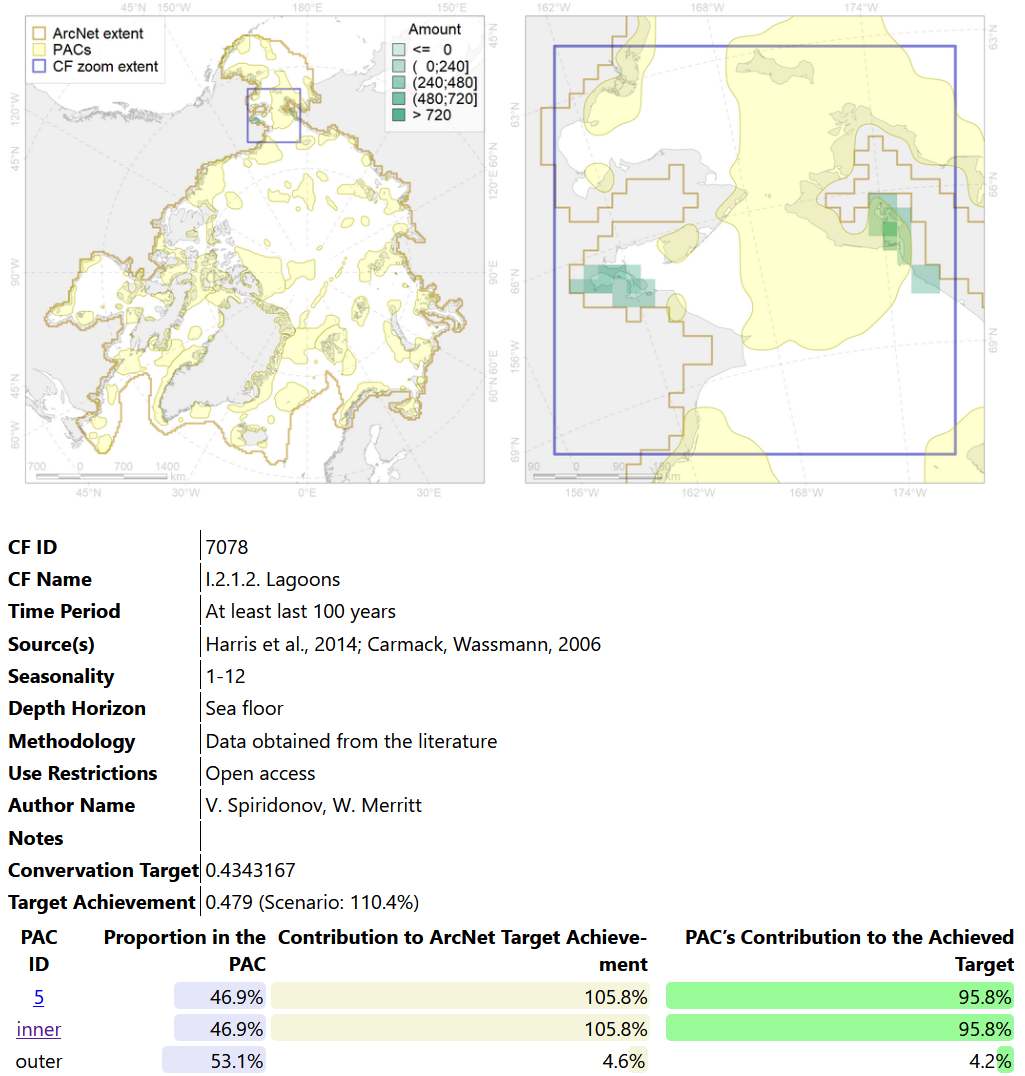 45°N 150°W 180°E 150°E
ArcNet extent
PACs
CF zoom extent
Amount
<= 0
( 0;240]
(240;480]
(480;720]
> 720
45°N
120°W
45°N
60°N
120°E
90°W
90°E
45°N
60°W
60°E
60°N
700 0 700 1400
km
45°N 30°W 0°E 30°E
162°W 168°W 174°W
63°N
63°N
66°N
66°N
156°W
69°N
69°N
90 0 90 180
km
156°W 162°W 168°W 174°W
CF ID 7078
CF Name I.2.1.2. Lagoons
Time Period At least last 100 years
Source(s) Harris et al., 2014; Carmack, Wassmann, 2006
Seasonality 1-12
Depth Horizon Sea floor
Methodology Data obtained from the literature
Use Restrictions Open access
Author Name V. Spiridonov, W. Merritt
Notes
Convervation Target 0.4343167
Target Achievement 0.479 (Scenario: 110.4%)
PAC Proportion in the Contribution to ArcNet Target Achieve- PAC’s Contribution to the Achieved
ID PAC ment Target
5 46.9% 105.8% 95.8%
inner 46.9% 105.8% 95.8%
outer 53.1% 4.6% 4.2%